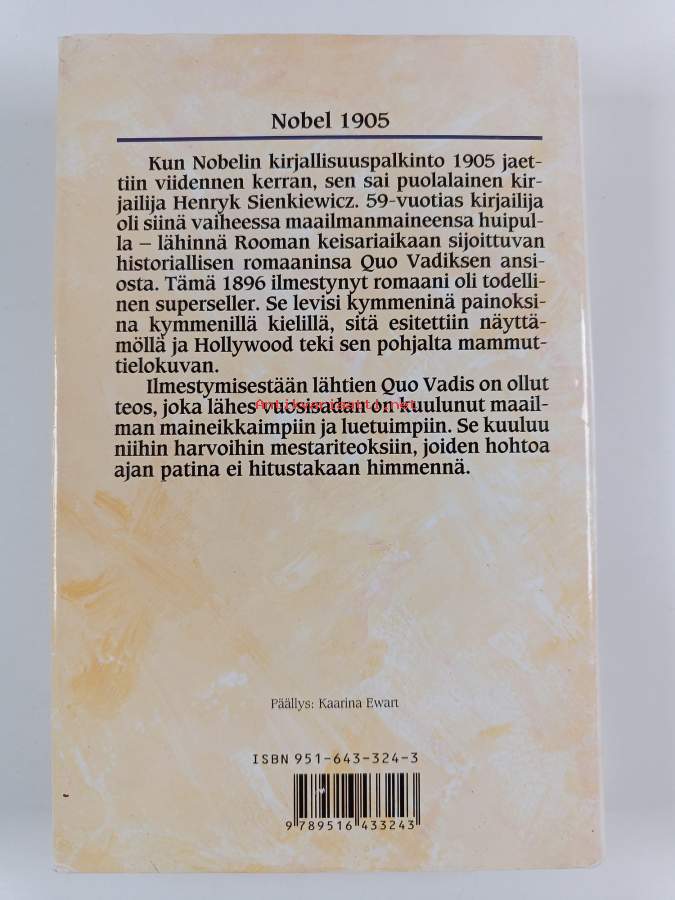 Nobel 1905
Kun Nobelin kirjallisuuspalkinto 1905 jaet-
tiin viidennen kerran, sen sai puolalainen kir-
jailija Henryk Sienkiewicz. 59-vuotias kirjailija
oli siinä vaiheessa maailmanmaineensa huipul-
la – lähinnä Rooman keisariaikaan sijoittuvan
historiallisen romaaninsa Quo Vadiksen ansi-
osta. Tämä 1896 ilmestynyt romaani oli todelli-
nen superseller. Se levisi kymmeninä painoksi-
na kymmenillä kielillä, sitä esitettiin näyttä-
möllä ja Hollywood teki sen pohjalta mammut-
tielokuvan.
Ilmestymisestään lähtien Quo Vadis on ollut
teos, joka lähes vuosisadan on kuulunut maail-
man maineikkaimpiin ja luetuimpiin. Se kuuluu
niihin harvoihin mestariteoksiin, joiden hohtoa
ajan patina ei hitustakaan himmennä.
Antikvariaatti.net
Päällys: Kaarina Ewart
ISBN 951-643-324-3
9 789516 433243